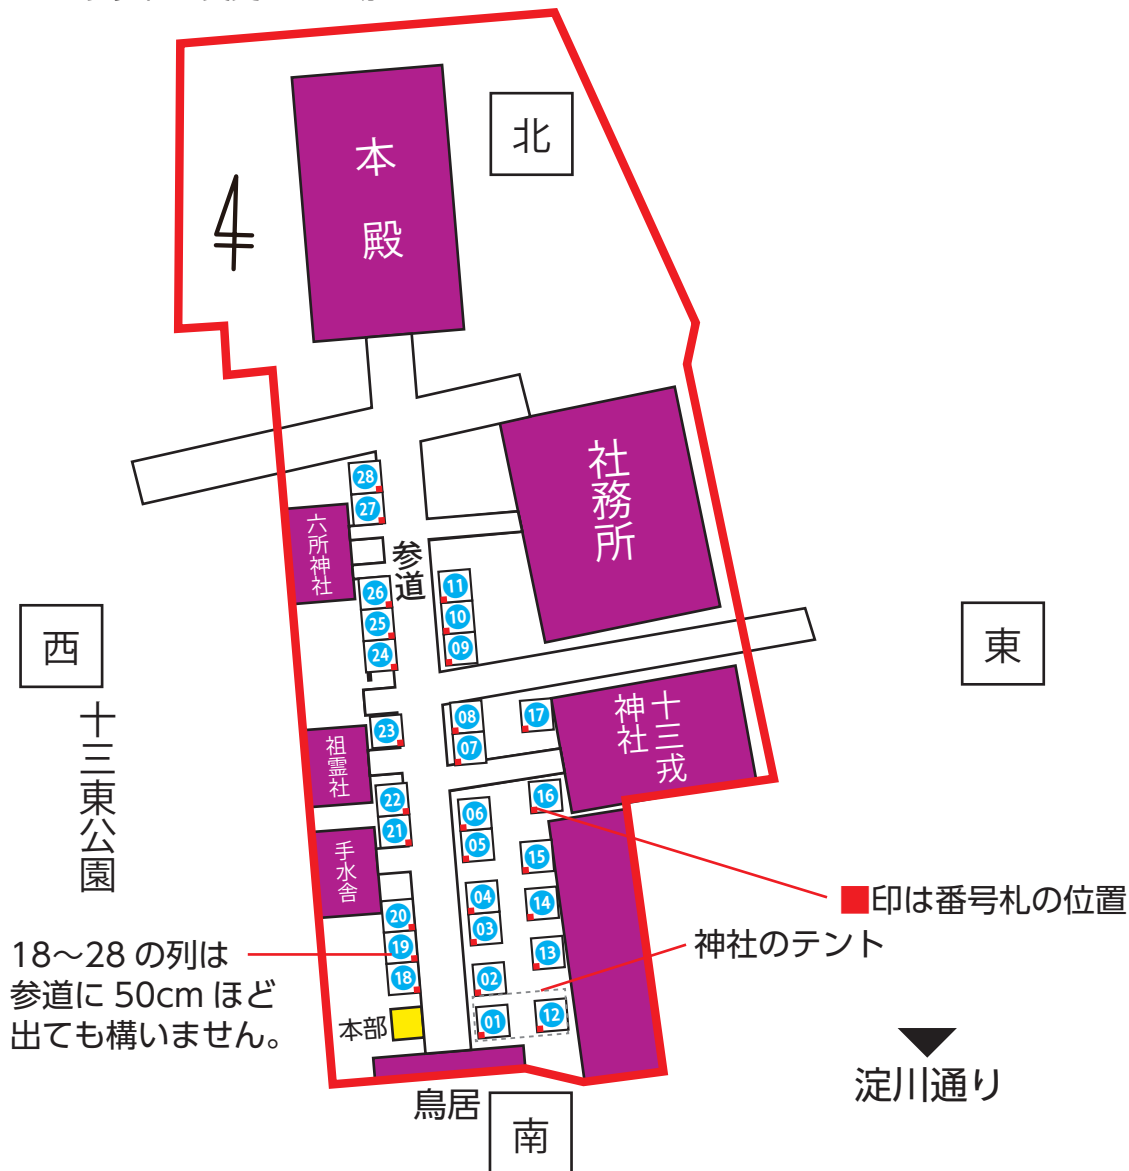 北
本殿
28
27
六所神社
参道
社務所
26
25
24
11
10
09
西
東
十三東公園
23
祖霊社
08
07
17
十三戎
神社
22
21
手水舎
06
05
16
15
04
03
14
■印は番号札の位置
20
19
18
18〜28 の列は
参道に 50cm ほど
出ても構いません。
02
13
神社のテント
本部
01
12
鳥居
南
淀川通り